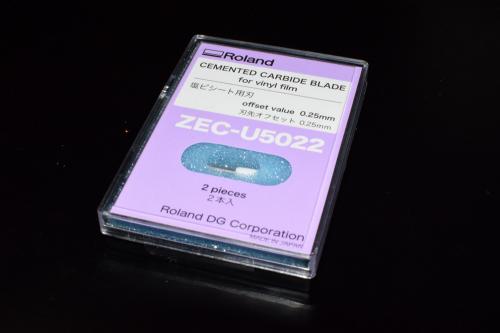 Roland
CEMENTED CARBIDE BLADE
for vinyl film
塩ビシート用刃
offset value 0.25mm
刃先オフセット 0.25mm
ZEC-U5022
2 pieces
2本入
Roland DG Corporation
MADE IN JAPAN